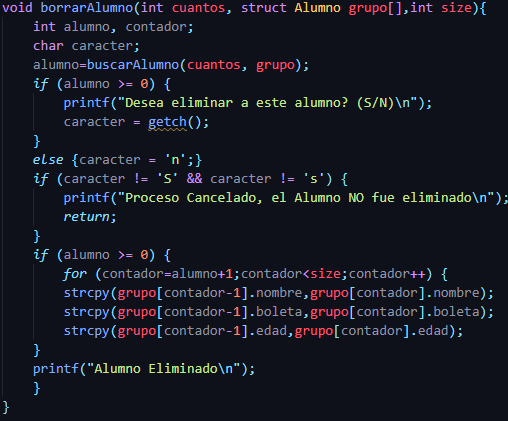 void borrarAlumno(int cuantos, struct Alumno grupo[],int size){
    int alumno, contador;
    char caracter;
    alumno=buscarAlumno(cuantos, grupo);
    if (alumno >= 0) {
        printf("Desea eliminar a este alumno? (S/N)\n");
        caracter = getch();
    }
    else {caracter = 'n';}
    if (caracter != 'S' && caracter != 's') {
        printf("Proceso Cancelado, el Alumno NO fue eliminado\n");
        return;
    }
    if (alumno >= 0) {
        for (contador=alumno+1;contador<size;contador++) {
        strcpy(grupo[contador-1].nombre,grupo[contador].nombre);
        strcpy(grupo[contador-1].boleta,grupo[contador].boleta);
        strcpy(grupo[contador-1].edad,grupo[contador].edad);
    }
    printf("Alumno Eliminado\n");
    }
}